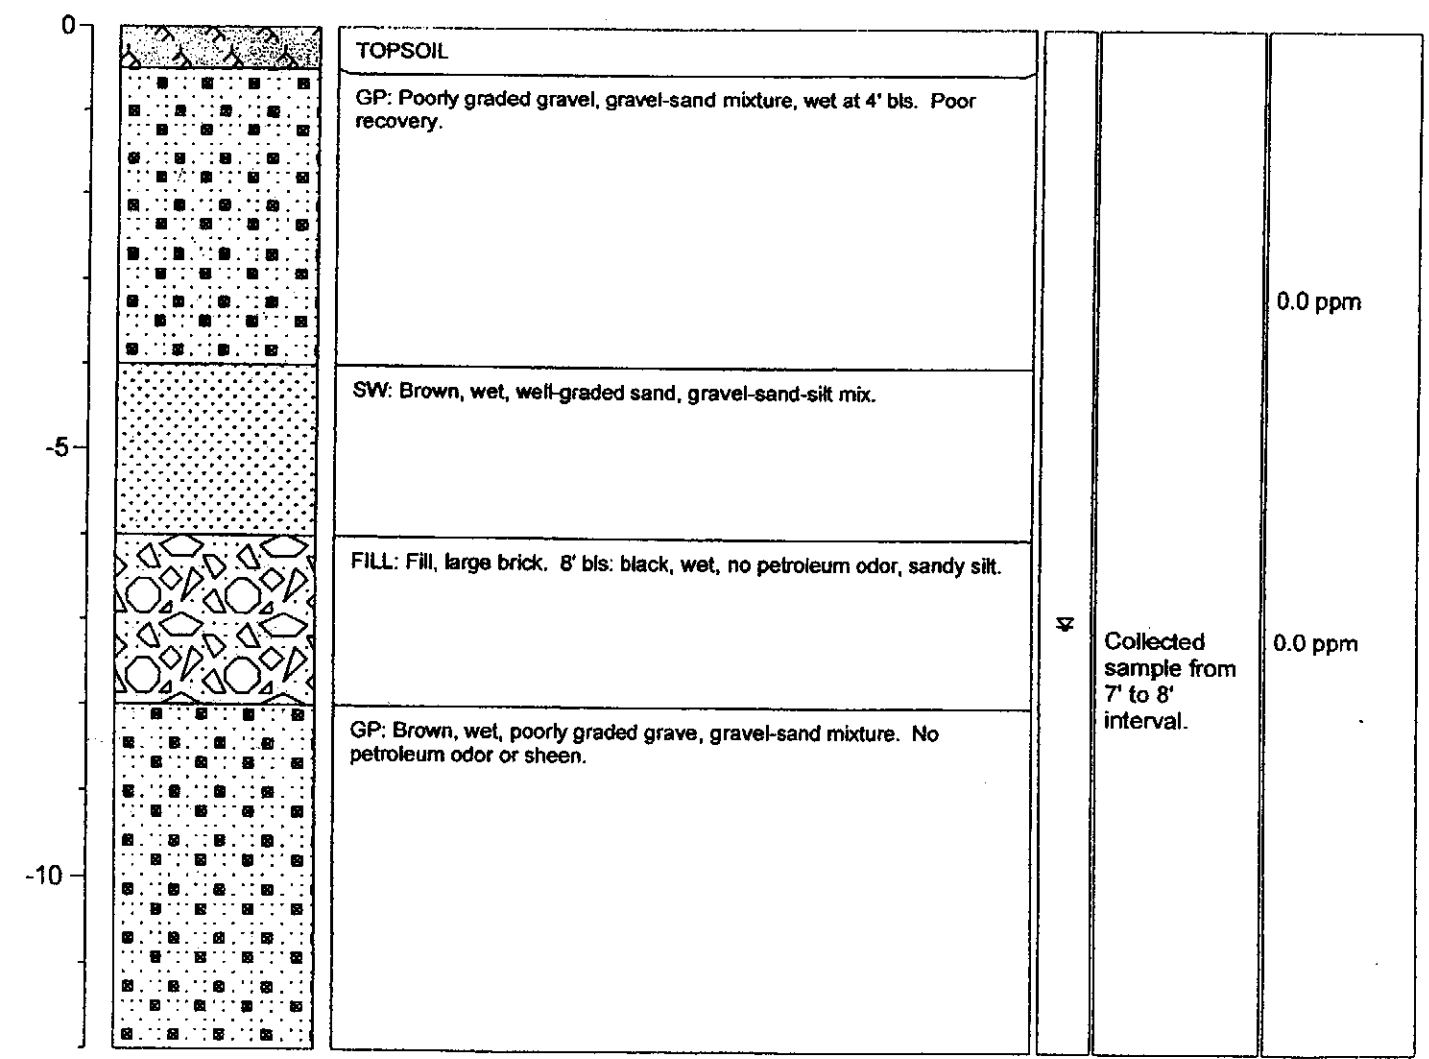 0
TOPSOIL
GP: Poorly graded gravel, gravel-sand mixture, wet at 4' bls. Poor
recovery.
0.0 ppm
SW: Brown, wet, well-graded sand, gravel-sand-silt mix.
-5
FILL: Fill, large brick. 8' bls: black, wet, no petroleum odor, sandy silt.
Collected
sample from
7' to 8'
interval.
0.0 ppm
GP: Brown, wet, poorly graded grave, gravel-sand mixture. No
petroleum odor or sheen.
-10